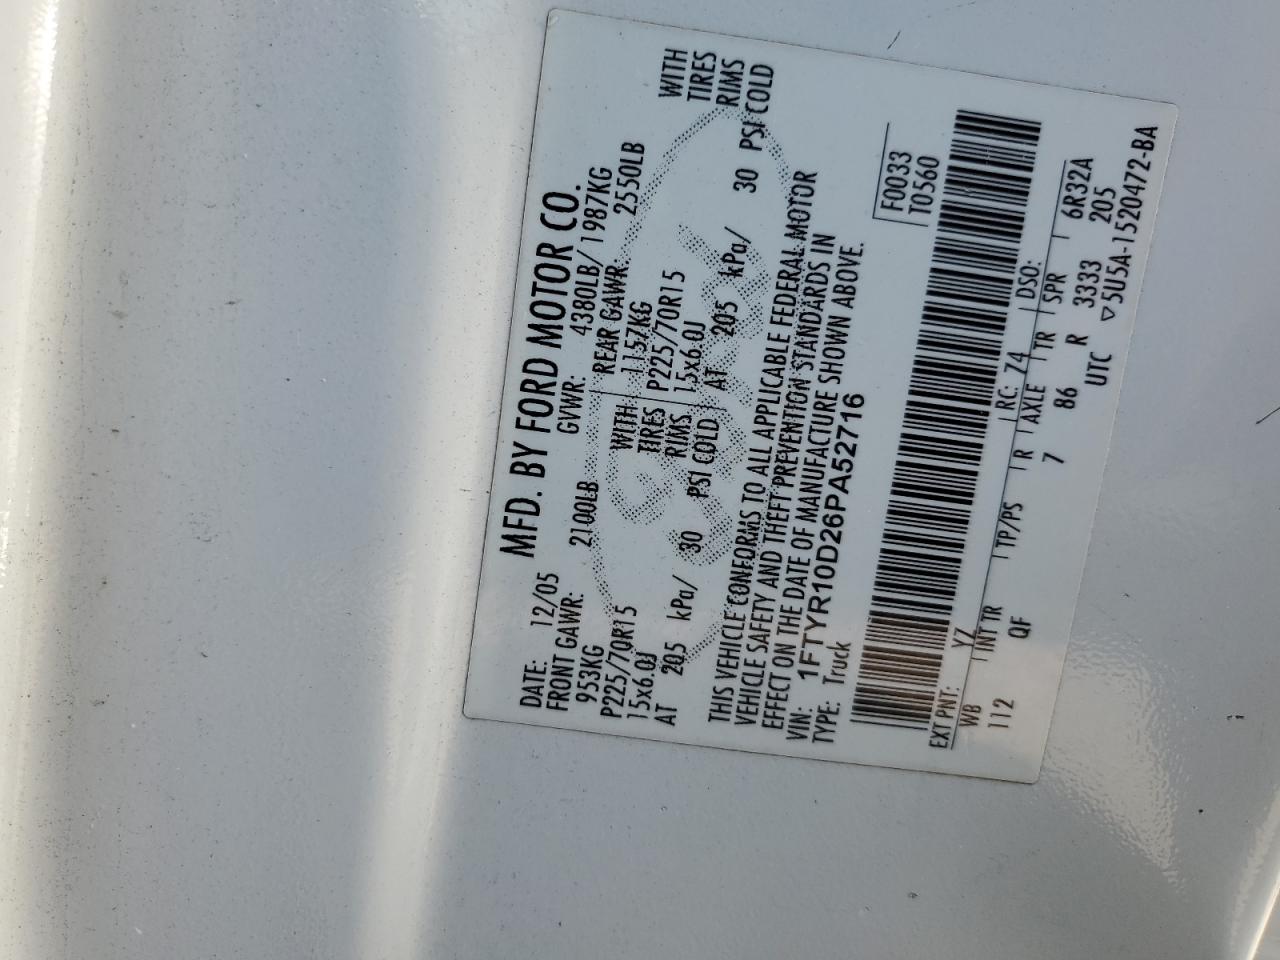 MFD. BY FORD MOTOR CO.
DATE: 12/05 GVWR: 4380LB/ 1987KG
FRONT GAWR: 2100LB REAR GAWR: 2550LB
953KG WITH 1157KG WITH
P225/70R15 TIRES P225/70R15 TIRES
15x6.0J RIMS 15x6.0J RIMS
AT 205 kPa/ 30 PSI COLD AT 205 kPa/ 30 PSI COLD
THIS VEHICLE CONFORMS TO ALL APPLICABLE FEDERAL MOTOR
VEHICLE SAFETY AND THEFT PREVENTION STANDARDS IN
EFFECT ON THE DATE OF MANUFACTURE SHOWN ABOVE.
VIN: 1FTYR10D26PA52716 F0033
TYPE: Truck T0560
EXT PNT: YZ RC: 74 DSO:
WB INT TR TP/PS R AXLE TR SPR 6R32A
112 QF 7 86 R 3333 205
UTC ▽5U5A-1520472-BA